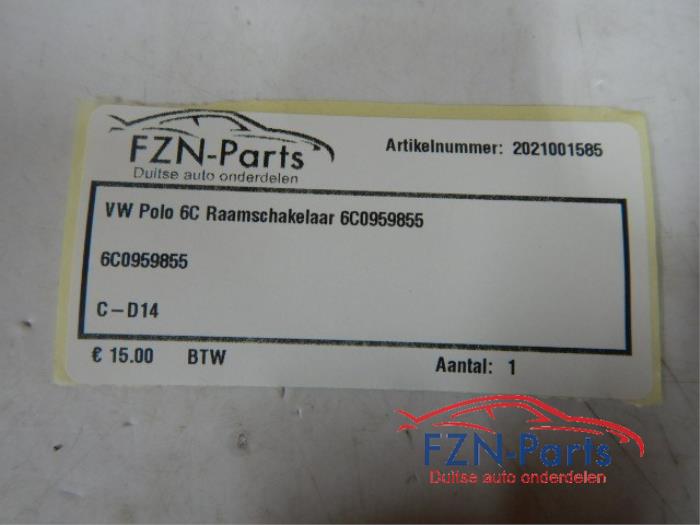 FZN-Parts
Duitse auto onderdelen
Artikelnummer: 2021001585
VW Polo 6C Raamschakelaar 6C0959855
6C0959855
C-D14
€ 15.00 BTW
Aantal: 1
FZN-Parts
Duitse auto onderdelen